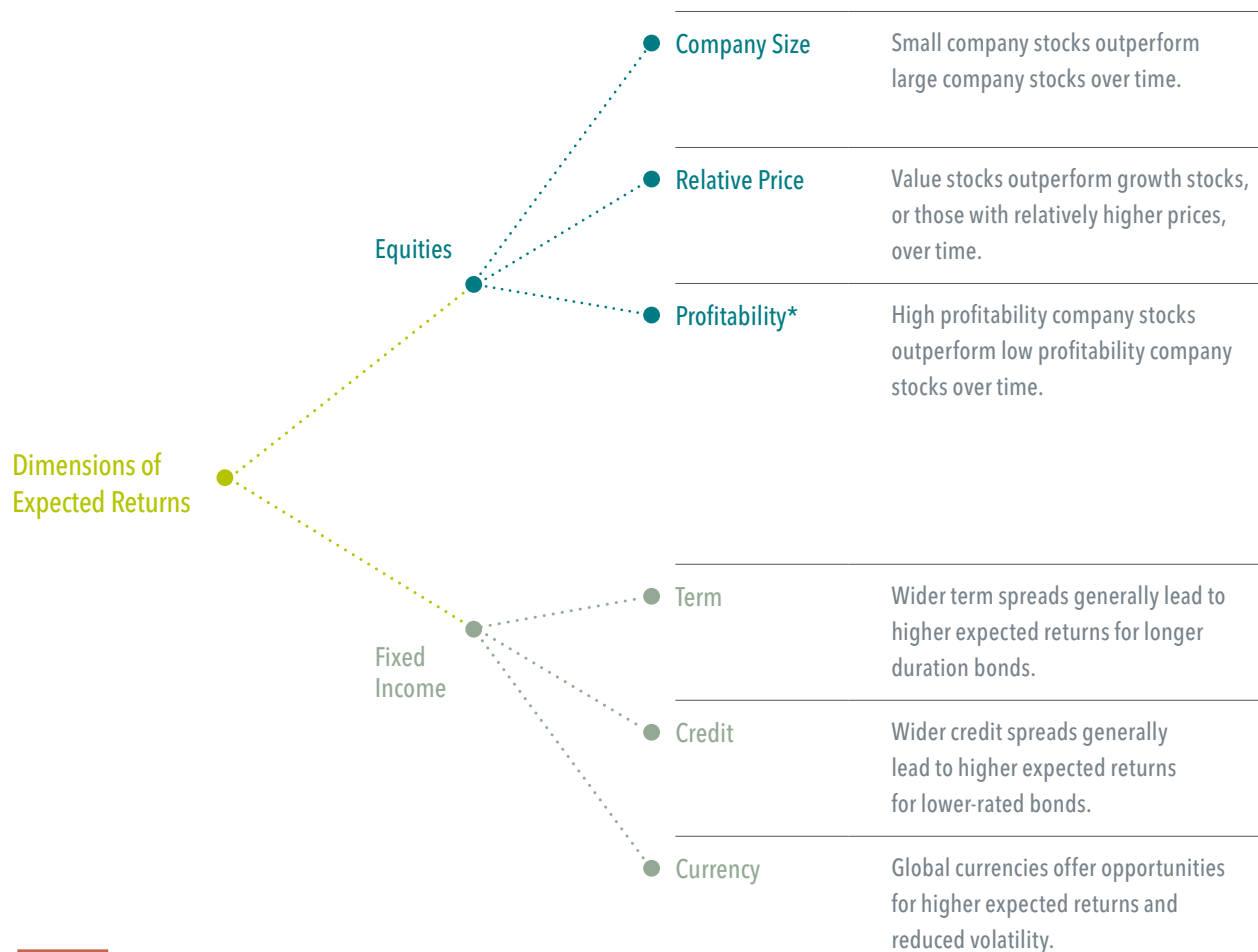 Dimensions of
Expected Returns
Equities
Company Size
Small company stocks outperform
large company stocks over time.
Relative Price
Value stocks outperform growth stocks,
or those with relatively higher prices,
over time.
Profitability*
High profitability company stocks
outperform low profitability company
stocks over time.
Fixed
Income
Term
Wider term spreads generally lead to
higher expected returns for longer
duration bonds.
Credit
Wider credit spreads generally
lead to higher expected returns
for lower-rated bonds.
Currency
Global currencies offer opportunities
for higher expected returns and
reduced volatility.